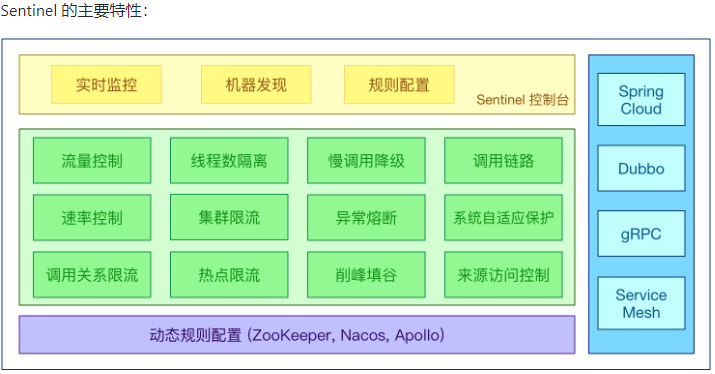 Sentinel 的主要特性：
实时监控
机器发现
规则配置
Sentinel 控制台
流量控制
线程数隔离
慢调用降级
调用链路
速率控制
集群限流
异常熔断
系统自适应保护
调用关系限流
热点限流
削峰填谷
来源访问控制
动态规则配置 (ZooKeeper, Nacos, Apollo)
Spring
Cloud
Dubbo
gRPC
Service
Mesh